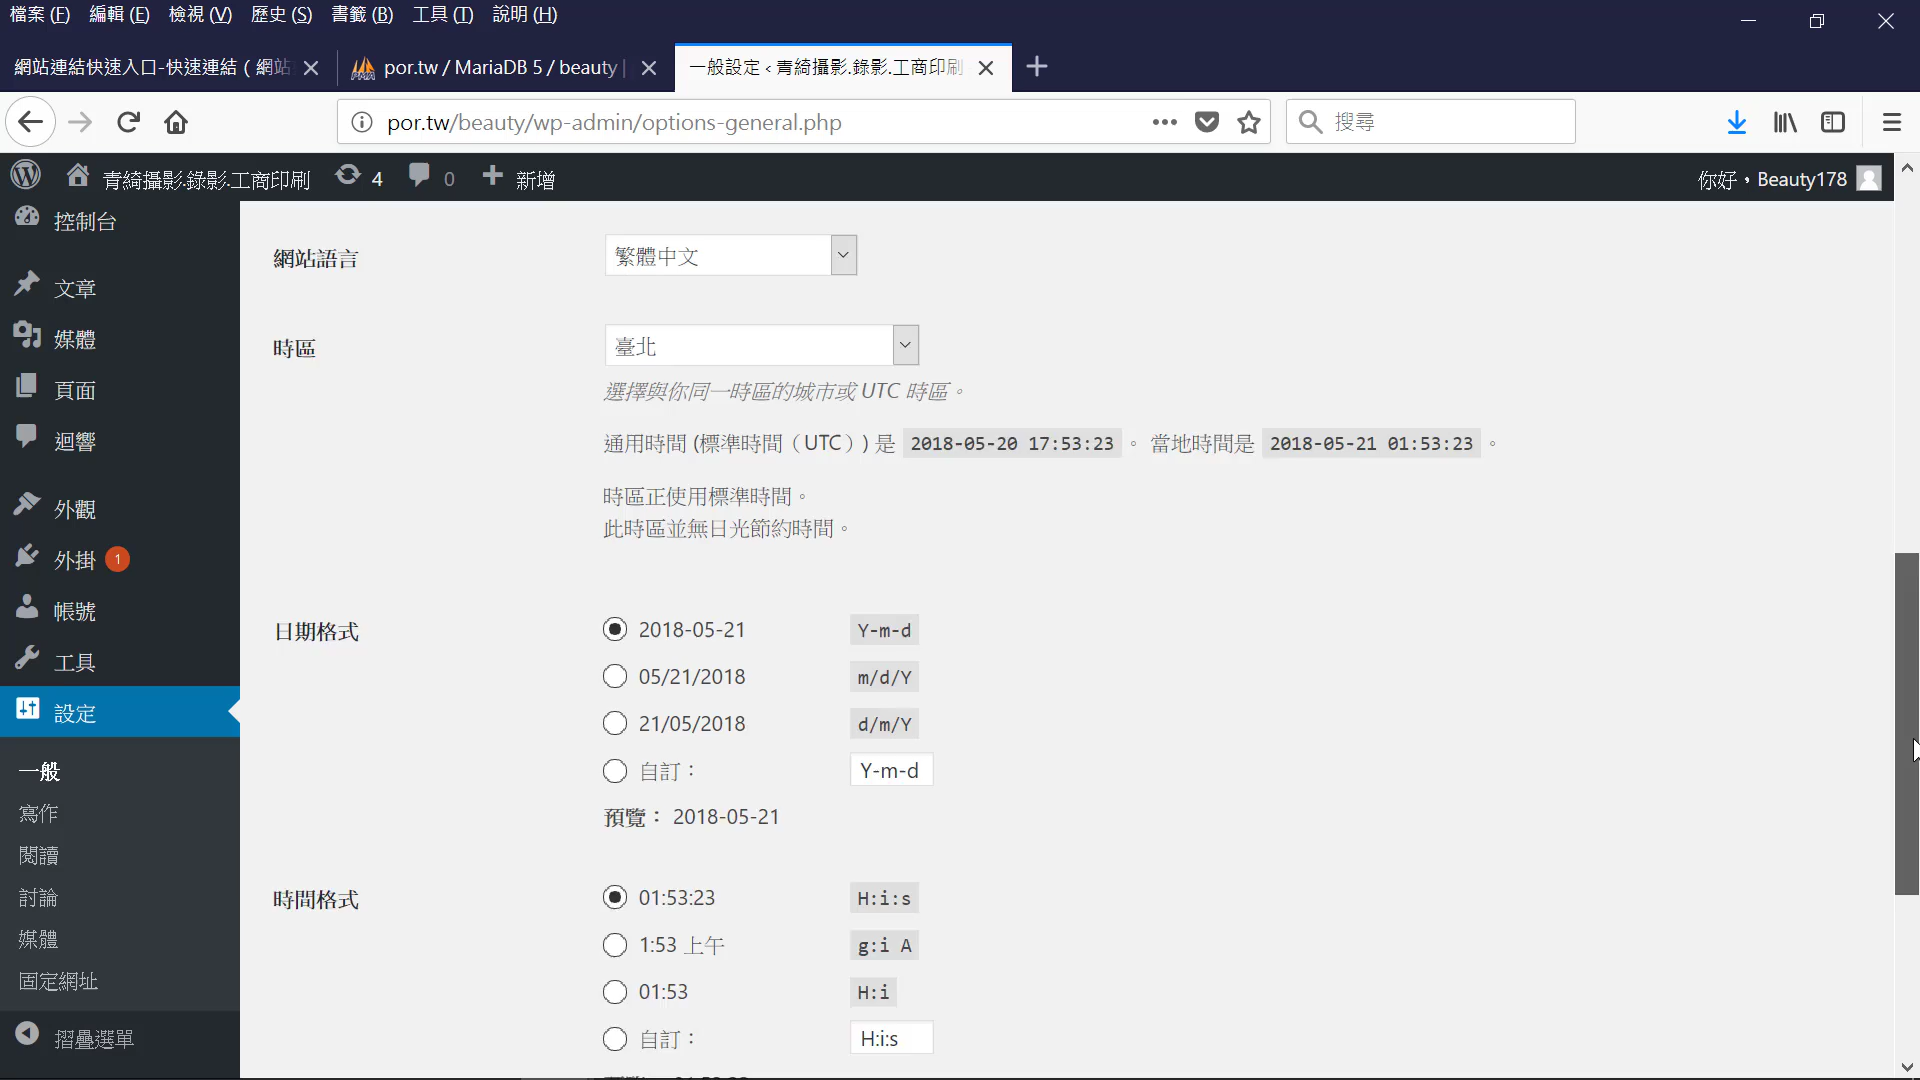 檔案 (F) 編輯 (E) 檢視 (V) 歷史 (S) 書籤 (B) 工具 (T) 說明 (H)
網站連結快速入口-快速連結 ( 網站
por.tw / MariaDB 5 / beauty |
一般設定 ‹ 青綺攝影.錄影.工商印刷
por.tw/beauty/wp-admin/options-general.php
搜尋
青綺攝影.錄影.工商印刷 4 0 新增
你好，Beauty178
控制台
文章
媒體
頁面
迴響
外觀
外掛 1
帳號
工具
設定
一般
寫作
閱讀
討論
媒體
固定網址
摺疊選單
網站語言 繁體中文
時區 臺北
選擇與你同一時區的城市或 UTC 時區。
通用時間 (標準時間（UTC）) 是 2018-05-20 17:53:23 。 當地時間是 2018-05-21 01:53:23 。
時區正使用標準時間。
此時區並無日光節約時間。
日期格式 2018-05-21 Y-m-d
05/21/2018 m/d/Y
21/05/2018 d/m/Y
自訂： Y-m-d
預覽： 2018-05-21
時間格式 01:53:23 H:i:s
1:53 上午 g:i A
01:53 H:i
自訂： H:i:s